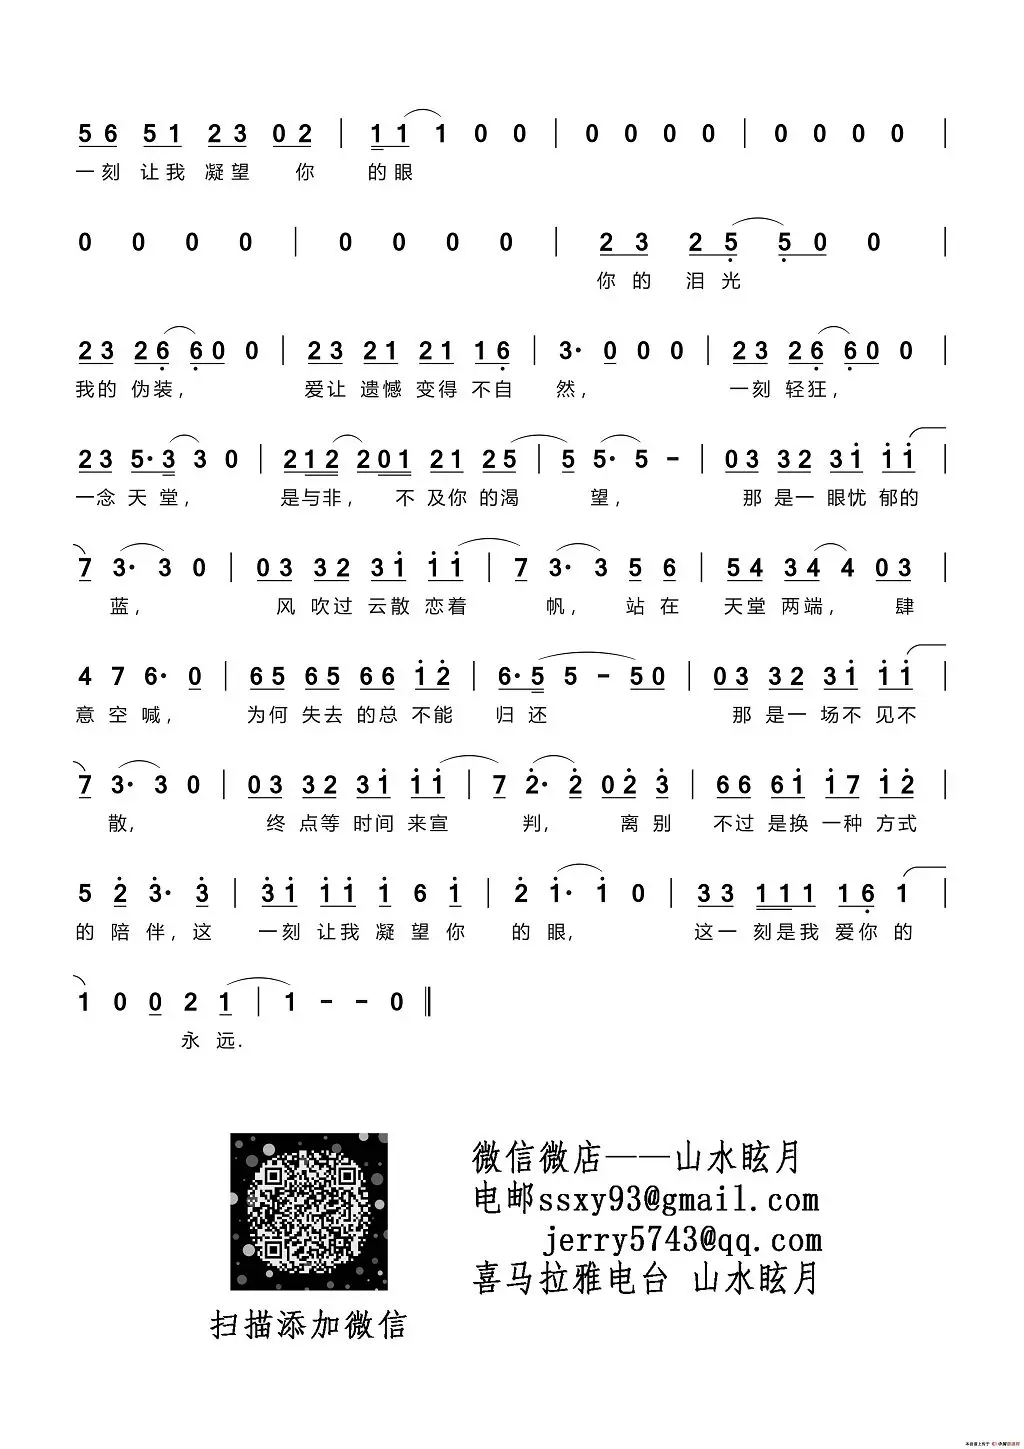 56 51 23 02 | 11 1 0 0 | 0 0 0 0 | 0 0 0 0 |
一刻 让我 凝望 你 的眼
0 0 0 0 | 0 0 0 0 | 23 25 50 0 |
你的 泪光
23 26 60 0 | 23 21 21 16 | 3· 0 0 0 | 23 26 60 0 |
我的 伪装, 爱让 遗憾 变得 不自 然, 一刻 轻狂,
23 5·3 3 0 | 212 201 21 25 | 5 5· 5 - | 03 32 31 11 |
一念 天堂, 是与非, 不 及你 的渴 望, 那 是一 眼忧 郁的
7 3· 3 0 | 03 32 31 11 | 7 3· 3 5 6 | 54 34 4 03 |
蓝, 风 吹过 云散 恋着 帆, 站 在 天堂 两端, 肆
4 7 6· 0 | 65 65 66 12 | 6·5 5 - 50 | 03 32 31 11 |
意 空 喊, 为何 失去 的总 不能 归 还 那 是一 场不 见不
7 3· 3 0 | 03 32 31 11 | 7 2· 2 02 3 | 66 61 17 12 |
散, 终 点等 时间 来宣 判, 离 别 不过 是换 一种 方式
5 2 3· 3 | 31 11 1 6 1 | 2 1· 1 0 | 33 111 16 1 |
的 陪 伴, 这 一刻 让我 凝 望 你 的 眼, 这一 刻是我 爱你 的
1 0 0 2 1 | 1 - - 0 ‖
永 远.
微信微店——山水眩月
电邮ssxy93@gmail.com
jerry5743@qq.com
喜马拉雅电台 山水眩月
扫描添加微信